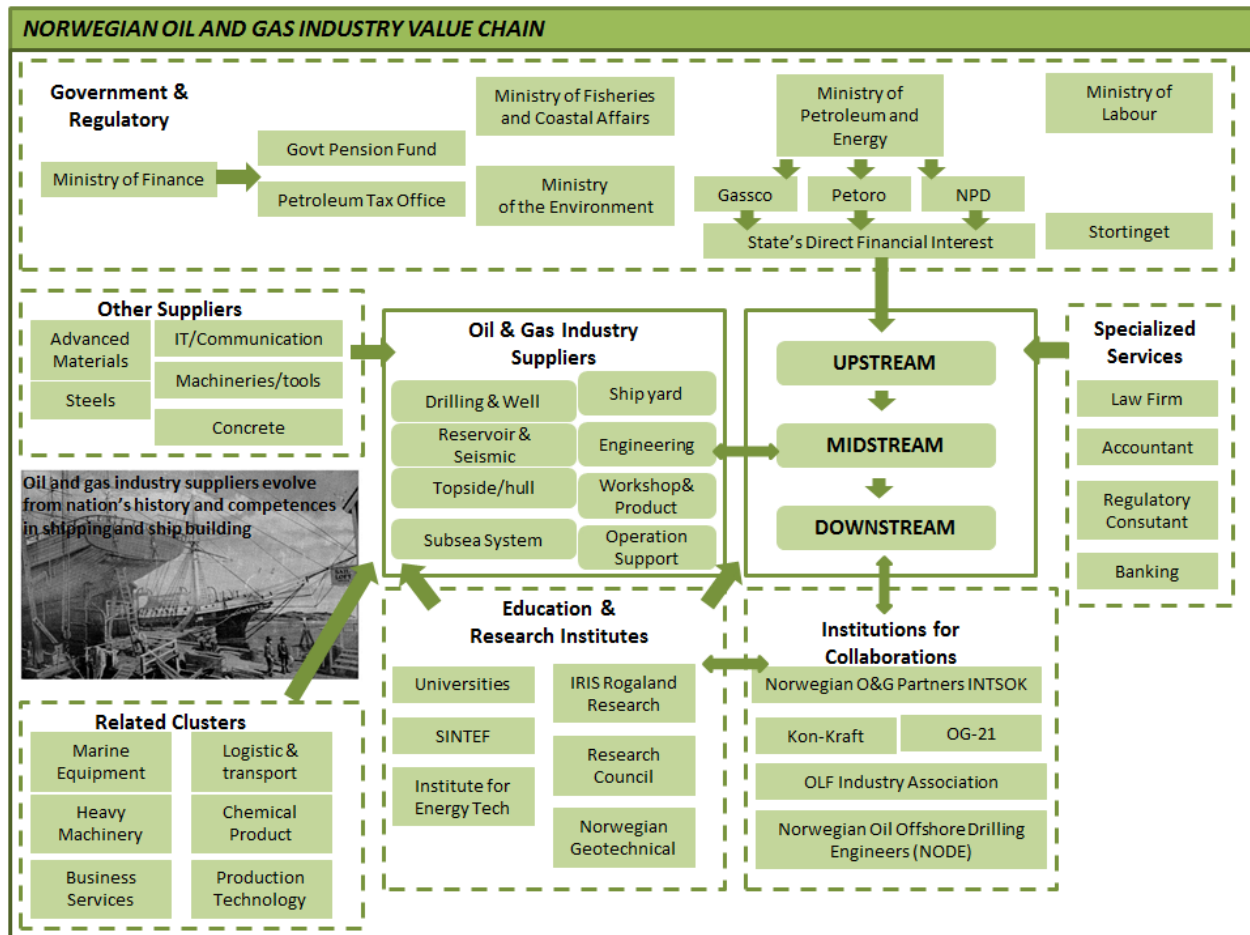 NORWEGIAN OIL AND GAS INDUSTRY VALUE CHAIN
Government &
Regulatory
Ministry of Finance
Govt Pension Fund
Petroleum Tax Office
Ministry of Fisheries
and Coastal Affairs
Ministry
of the Environment
Ministry of
Petroleum and
Energy
Gassco
Petoro
NPD
State's Direct Financial Interest
Ministry of
Labour
Stortinget
Other Suppliers
Advanced
Materials
Steels
IT/Communication
Machineries/tools
Concrete
Oil & Gas Industry
Suppliers
Drilling & Well
Reservoir &
Seismic
Topside/hull
Subsea System
Ship yard
Engineering
Workshop&
Product
Operation
Support
UPSTREAM
MIDSTREAM
DOWNSTREAM
Specialized
Services
Law Firm
Accountant
Regulatory
Consutant
Banking
Oil and gas industry suppliers evolve
from nation's history and competences
in shipping and ship building
Related Clusters
Marine
Equipment
Heavy
Machinery
Business
Services
Logistic &
transport
Chemical
Product
Production
Technology
Education &
Research Institutes
Universities
SINTEF
Institute for
Energy Tech
IRIS Rogaland
Research
Research
Council
Norwegian
Geotechnical
Institutions for
Collaborations
Norwegian O&G Partners INTSOK
Kon-Kraft
OG-21
OLF Industry Association
Norwegian Oil Offshore Drilling
Engineers (NODE)